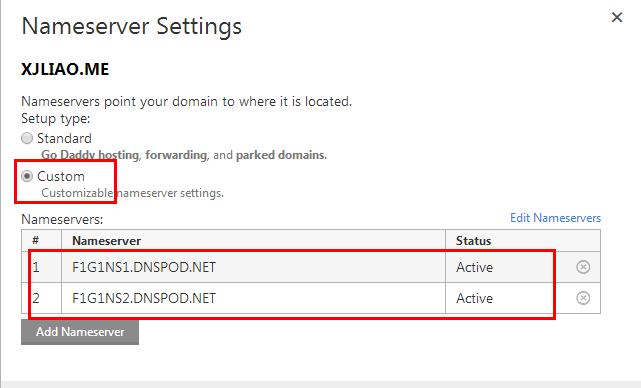 Nameserver Settings
XJLIAO.ME
Nameservers point your domain to where it is located.
Setup type:
Standard
Go Daddy hosting, forwarding, and parked domains.
Custom
Customizable nameserver settings.
Nameservers: Edit Nameservers
# Nameserver Status
1 F1G1NS1.DNSPOD.NET Active
2 F1G1NS2.DNSPOD.NET Active
Add Nameserver